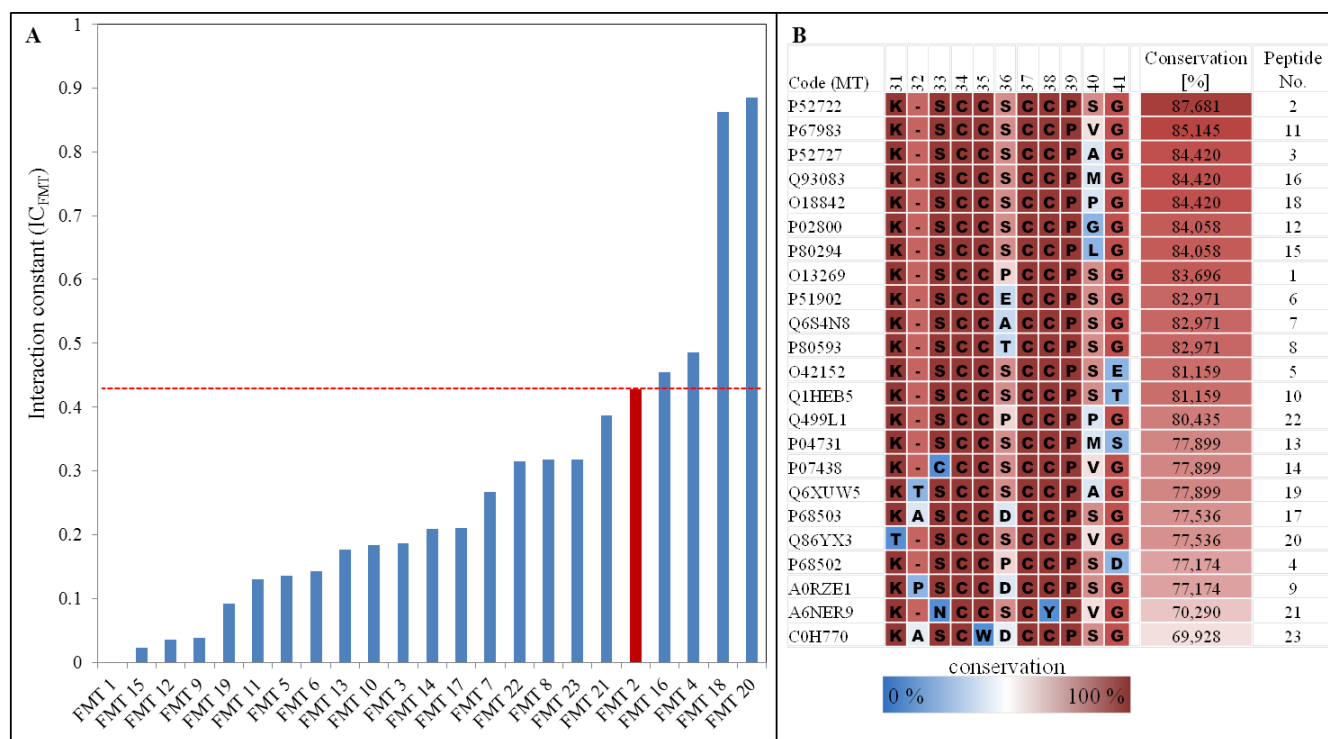 A
Interaction constant (IC_FMT)
1
0.9
0.8
0.7
0.6
0.5
0.4
0.3
0.2
0.1
0
FMT 1
FMT 15
FMT 12
FMT 9
FMT 19
FMT 11
FMT 5
FMT 6
FMT 13
FMT 10
FMT 3
FMT 14
FMT 17
FMT 7
FMT 22
FMT 8
FMT 23
FMT 21
FMT 2
FMT 16
FMT 4
FMT 18
FMT 20
B
Code (MT) 31 32 33 34 35 36 37 38 39 40 41 Conservation [%] Peptide No.
P52722 K - S C C S C C P S G 87,681 2
P67983 K - S C C S C C P V G 85,145 11
P52727 K - S C C S C C P A G 84,420 3
Q93083 K - S C C S C C P M G 84,420 16
O18842 K - S C C S C C P P G 84,420 18
P02800 K - S C C S C C P G G 84,058 12
P80294 K - S C C S C C P L G 84,058 15
O13269 K - S C C P C C P S G 83,696 1
P51902 K - S C C E C C P S G 82,971 6
Q6S4N8 K - S C C A C C P S G 82,971 7
P80593 K - S C C T C C P S G 82,971 8
O42152 K - S C C S C C P S E 81,159 5
Q1HEB5 K - S C C S C C P S T 81,159 10
Q499L1 K - S C C P C C P P G 80,435 22
P04731 K - S C C S C C P M S 77,899 13
P07438 K - C C C S C C P V G 77,899 14
Q6XUW5 K T S C C S C C P A G 77,899 19
P68503 K A S C C D C C P S G 77,536 17
Q86YX3 T - S C C S C C P V G 77,536 20
P68502 K - S C C P C C P S D 77,174 4
A0RZE1 K P S C C D C C P S G 77,174 9
A6NER9 K - N C C S C Y P V G 70,290 21
C0H770 K A S C W D C C P S G 69,928 23
conservation
0 % 100 %